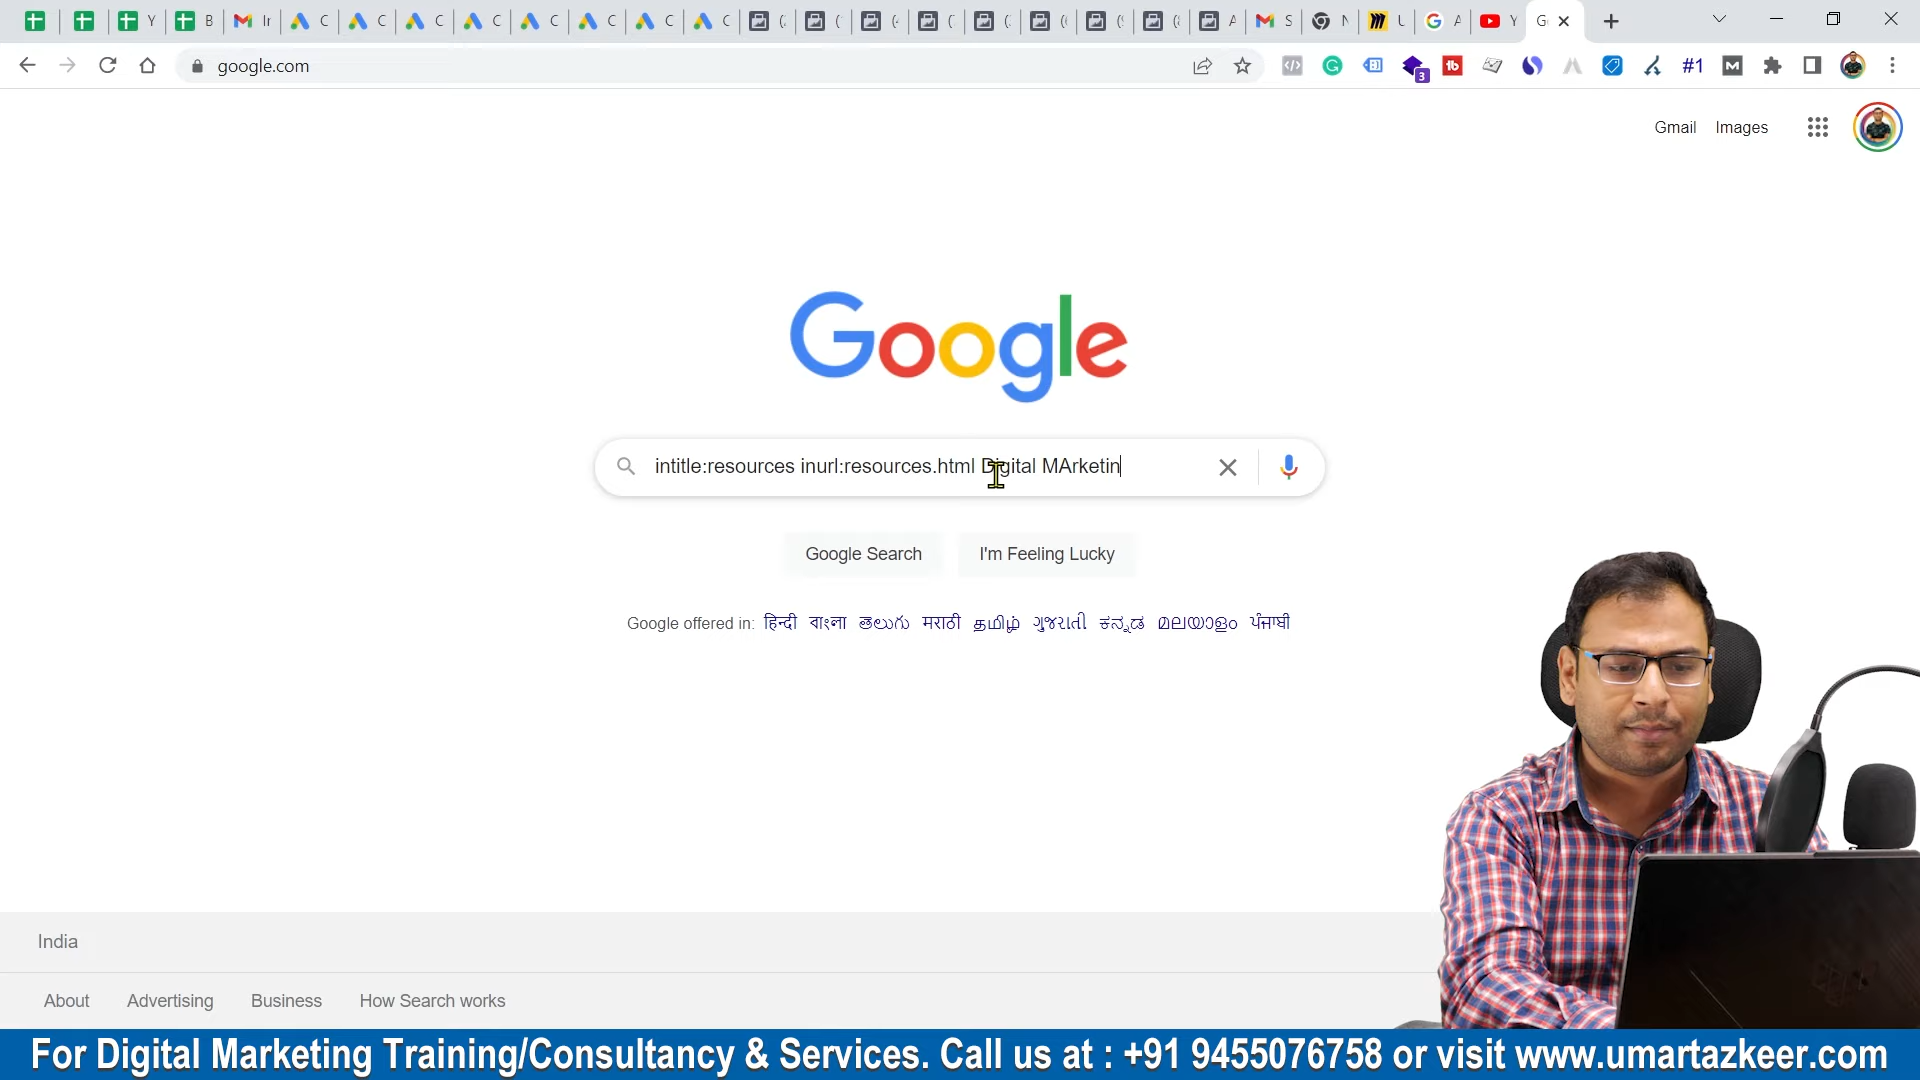 google.com
Gmail Images
Google
intitle:resources inurl:resources.html Digital MArketin
Google Search I'm Feeling Lucky
Google offered in: हिन्दी বাংলা తెలుగు मराठी தமிழ் ગુજરાતી ಕನ್ನಡ മലയാളം ਪੰਜਾਬੀ
India
About Advertising Business How Search works
For Digital Marketing Training/Consultancy & Services. Call us at : +91 9455076758 or visit www.umartazkeer.com